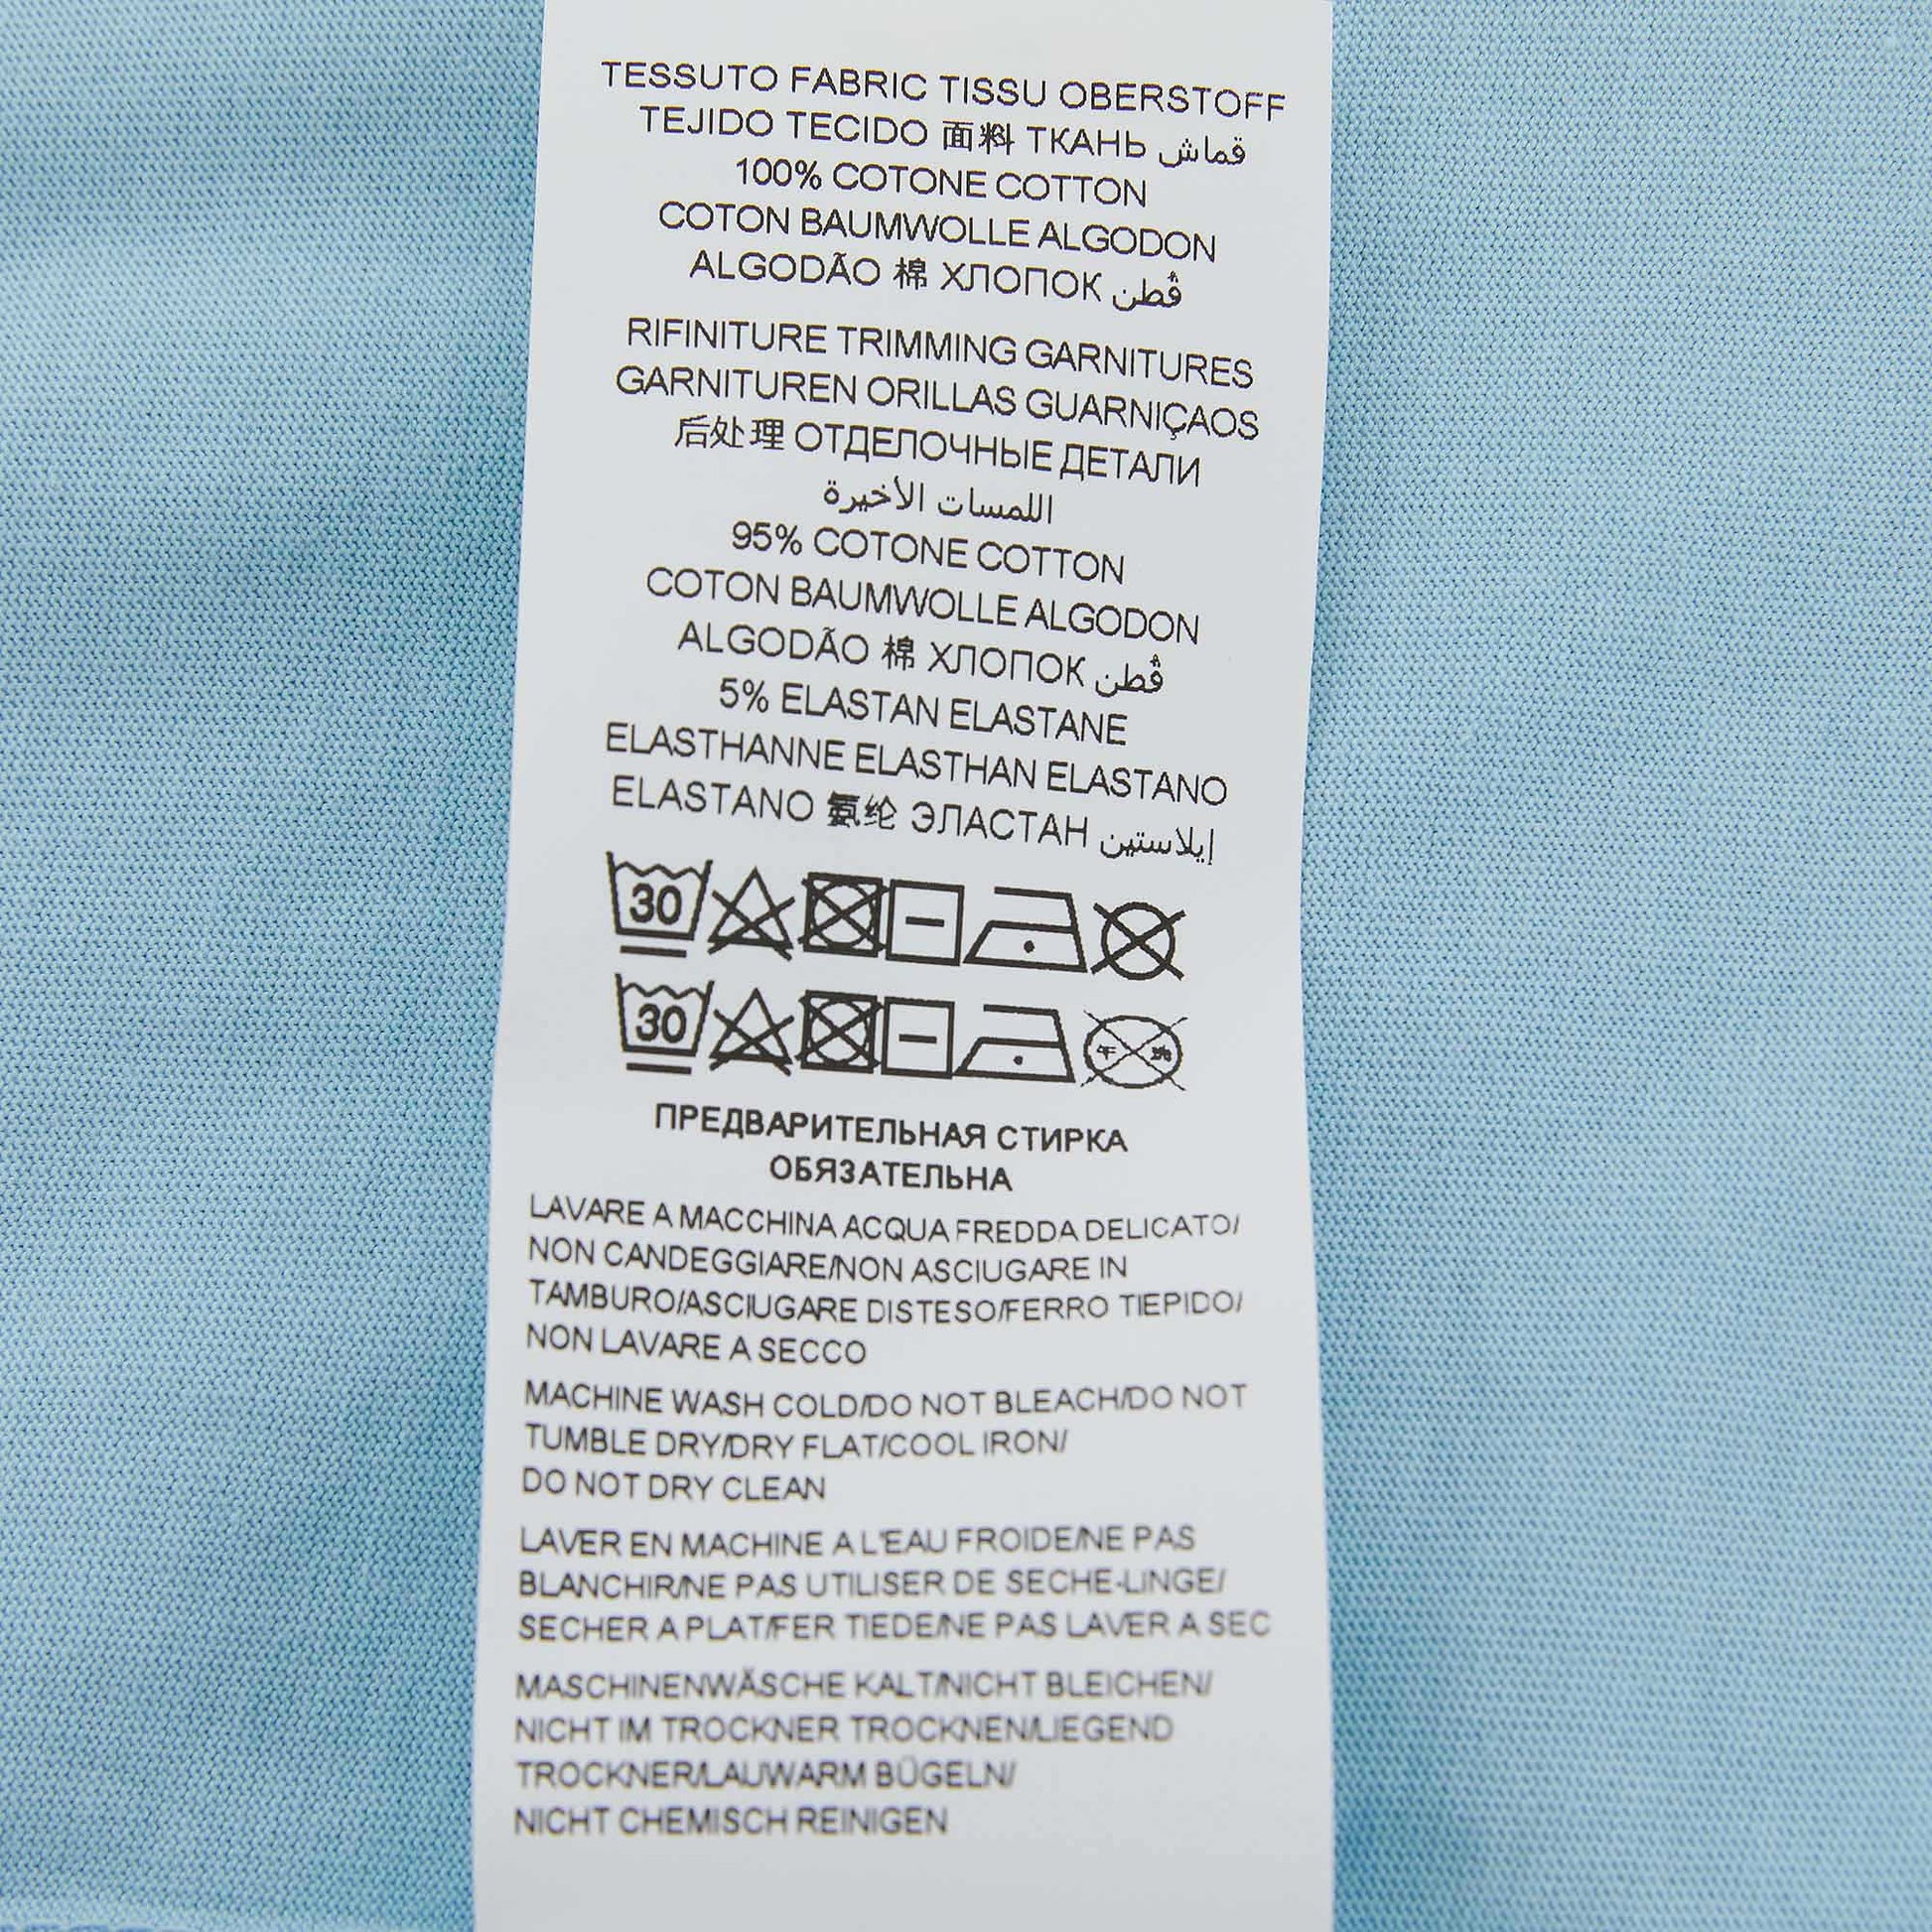 TESSUTO FABRIC TISSU OBERSTOFF
TEJIDO TECIDO 面料 ТКАНЬ قماش
100% COTONE COTTON
COTON BAUMWOLLE ALGODON
ALGODÃO 棉 ХЛОПОК قطن
RIFINITURE TRIMMING GARNITURES
GARNITUREN ORILLAS GUARNIÇAOS
后处理 ОТДЕЛОЧНЫЕ ДЕТАЛИ
اللمسات الأخيرة
95% COTONE COTTON
COTON BAUMWOLLE ALGODON
ALGODÃO 棉 ХЛОПОК قطن
5% ELASTAN ELASTANE
ELASTHANNE ELASTHAN ELASTANO
ELASTANO 氨纶 ЭЛАСТАН إيلاستين
30
30
ПРЕДВАРИТЕЛЬНАЯ СТИРКА
ОБЯЗАТЕЛЬНА
LAVARE A MACCHINA ACQUA FREDDA DELICATO/
NON CANDEGGIARE/NON ASCIUGARE IN
TAMBURO/ASCIUGARE DISTESO/FERRO TIEPIDO/
NON LAVARE A SECCO
MACHINE WASH COLD/DO NOT BLEACH/DO NOT
TUMBLE DRY/DRY FLAT/COOL IRON/
DO NOT DRY CLEAN
LAVER EN MACHINE A L'EAU FROIDE/NE PAS
BLANCHIR/NE PAS UTILISER DE SECHE-LINGE/
SECHER A PLAT/FER TIEDE/NE PAS LAVER A SEC
MASCHINENWÄSCHE KALT/NICHT BLEICHEN/
NICHT IM TROCKNER TROCKNEN/LIEGEND
TROCKNER/LAUWARM BÜGELN/
NICHT CHEMISCH REINIGEN